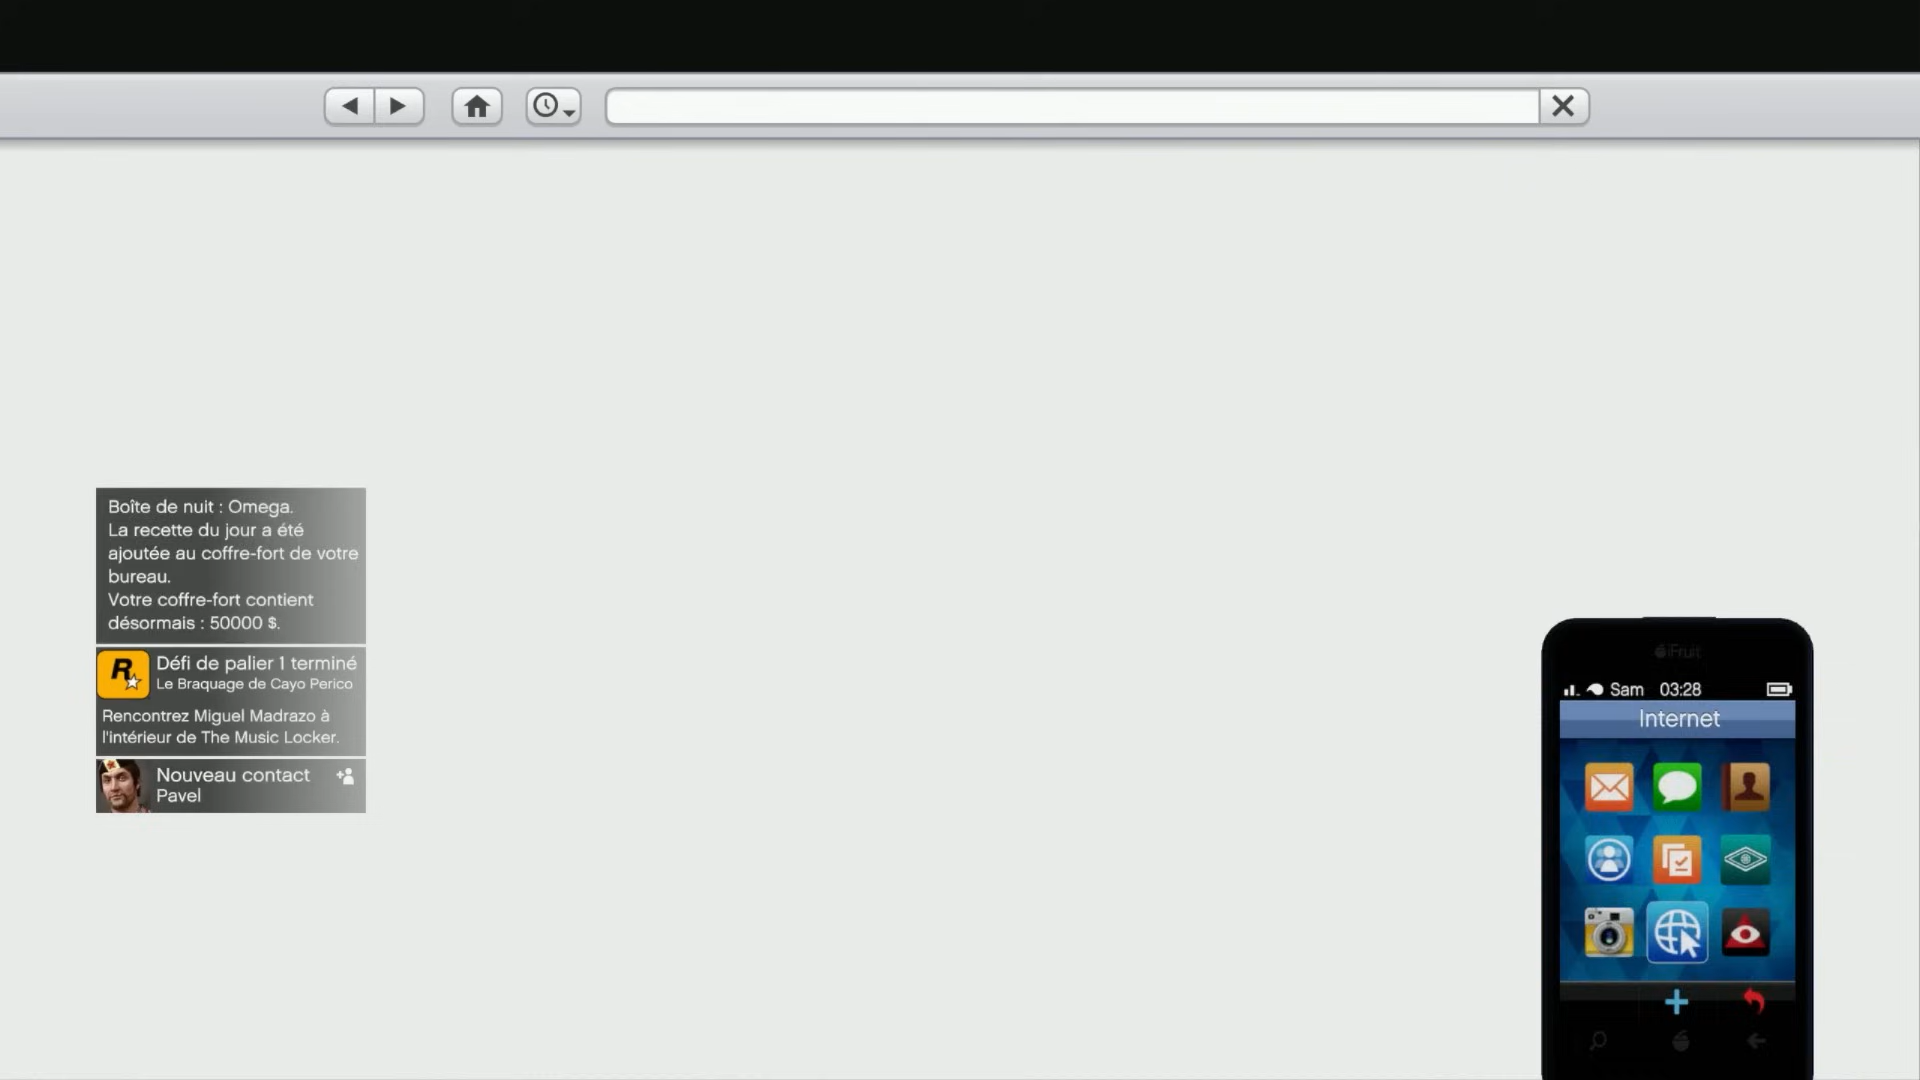 Boîte de nuit : Omega.
La recette du jour a été
ajoutée au coffre-fort de votre
bureau.
Votre coffre-fort contient
désormais : 50000 $.
Défi de palier 1 terminé
Le Braquage de Cayo Perico
Rencontrez Miguel Madrazo à
l'intérieur de The Music Locker.
Nouveau contact
Pavel
iFruit
Sam 03:28
Internet